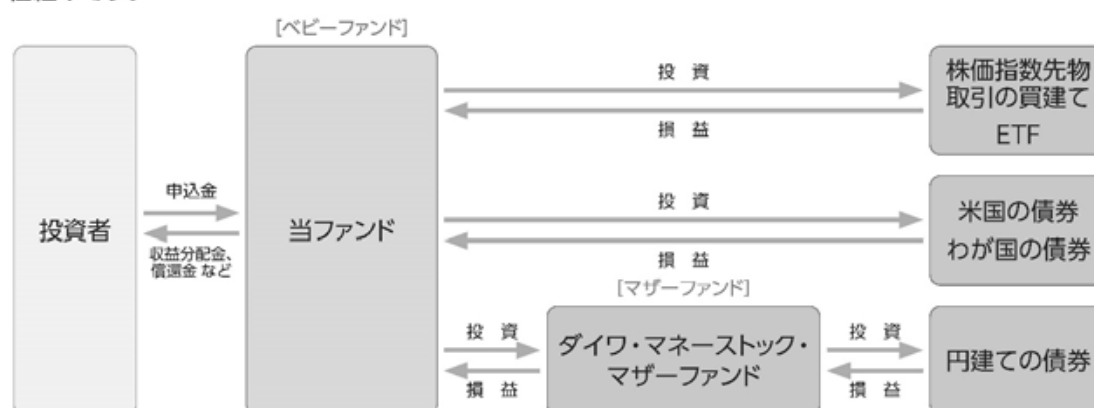 [ベビーファンド]
投資者
申込金
収益分配金、
償還金 など
当ファンド
投 資
損 益
株価指数先物
取引の買建て
ETF
投 資
損 益
米国の債券
わが国の債券
[マザーファンド]
投 資
損 益
ダイワ・マネーストック・
マザーファンド
投 資
損 益
円建ての債券